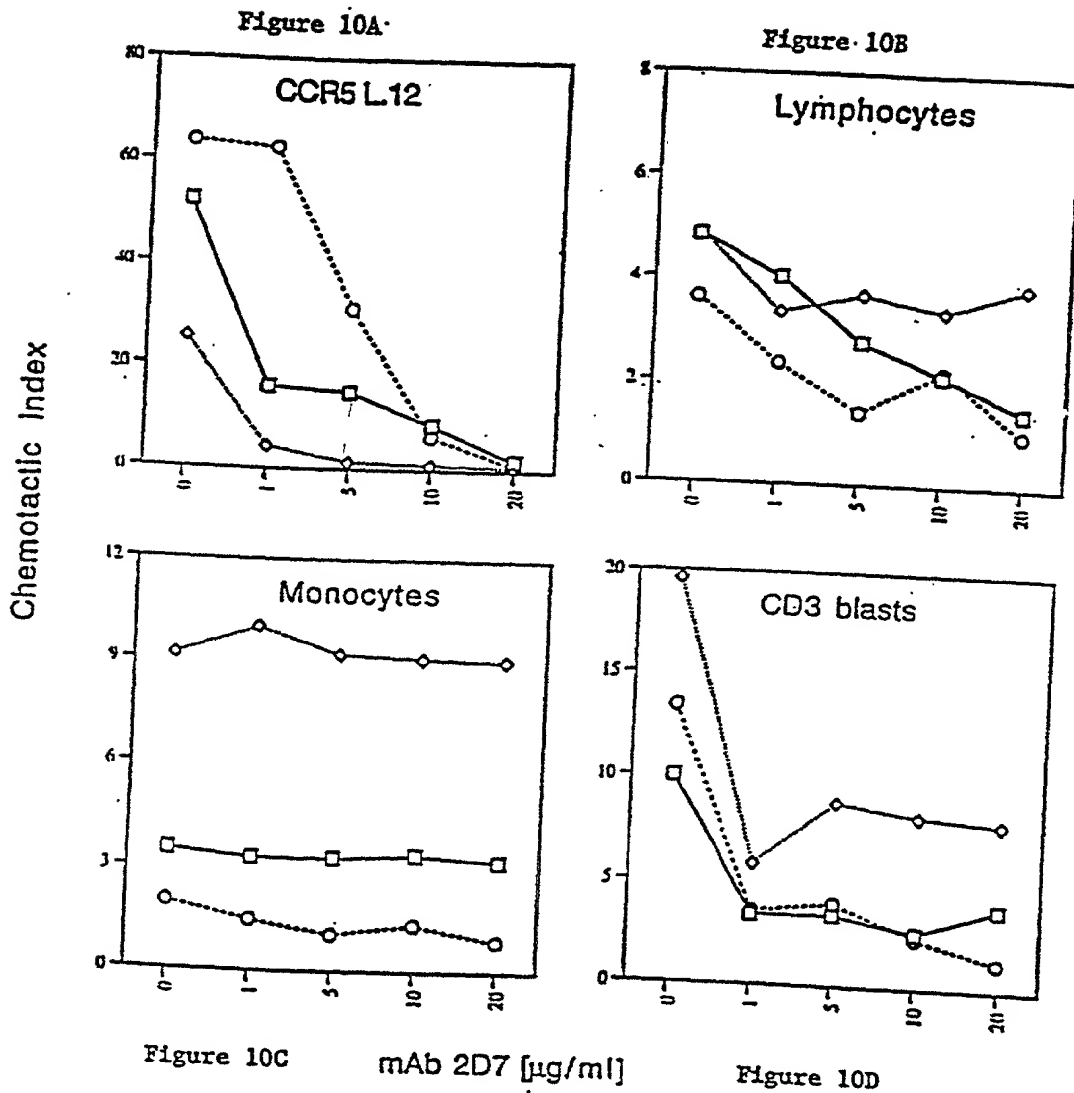 Figure 10A
Figure 10B
80
60
40
20
0
CCR5 L1.2
0 1 5 10 20
8
6
4
2
0
Lymphocytes
0 1 5 10 20
Chemotactic Index
12
9
6
3
0
Monocytes
0 1 5 10 20
20
15
10
5
0
CD3 blasts
0 1 5 10 20
Figure 10C
mAb 2D7 [µg/ml]
Figure 10D